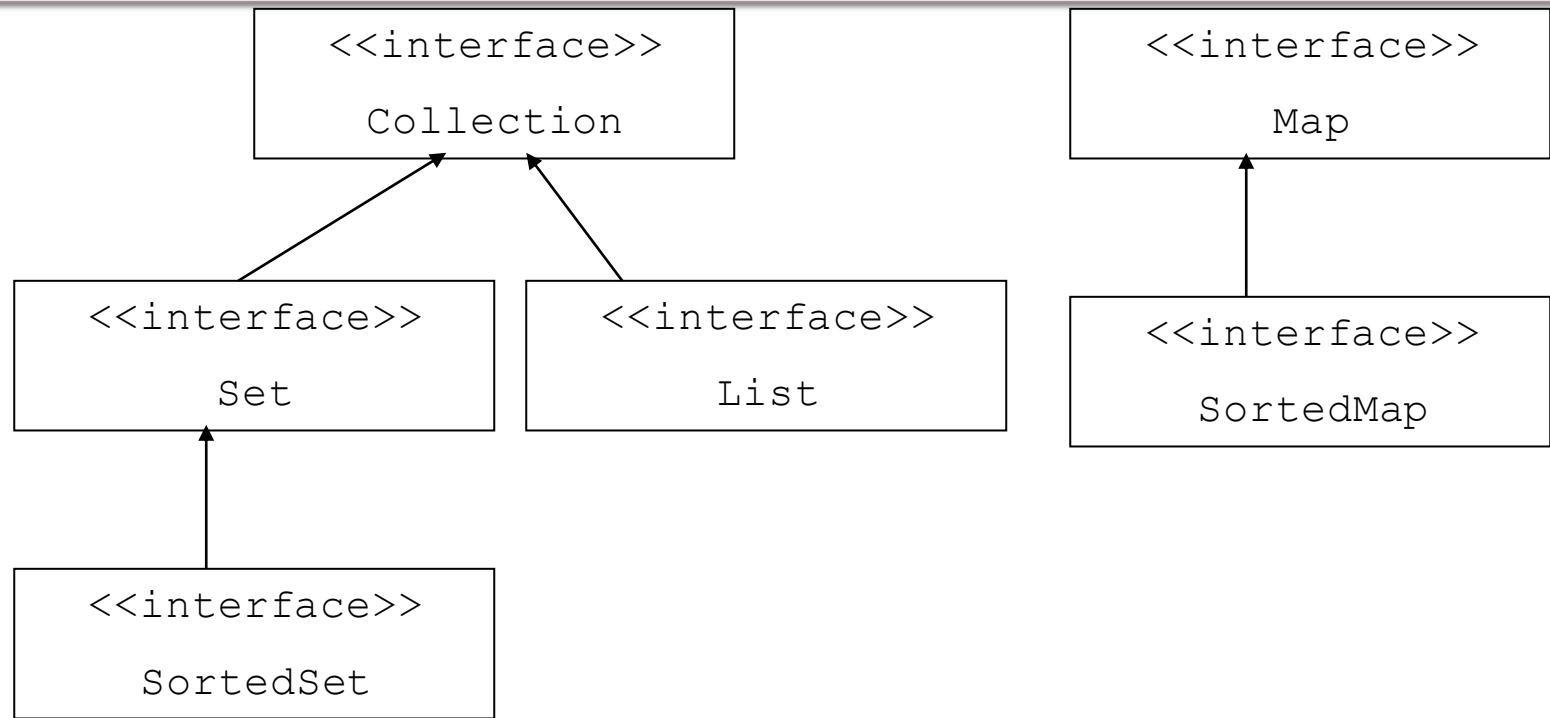 <<interface>>
Collection
<<interface>>
Map
<<interface>>
Set
<<interface>>
List
<<interface>>
SortedMap
<<interface>>
SortedSet